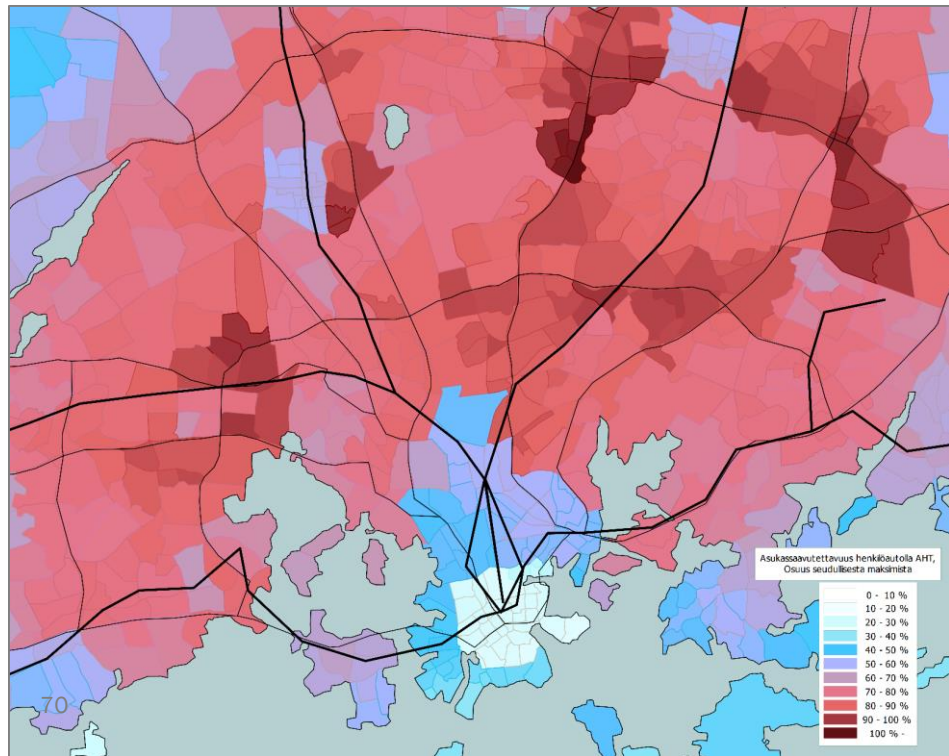 Asukassaavutettavuus henkilöautolla AHT,
Osuus seudullisesta maksimista
0 - 10 %
10 - 20 %
20 - 30 %
30 - 40 %
40 - 50 %
50 - 60 %
60 - 70 %
70 - 80 %
80 - 90 %
90 - 100 %
100 % -
70